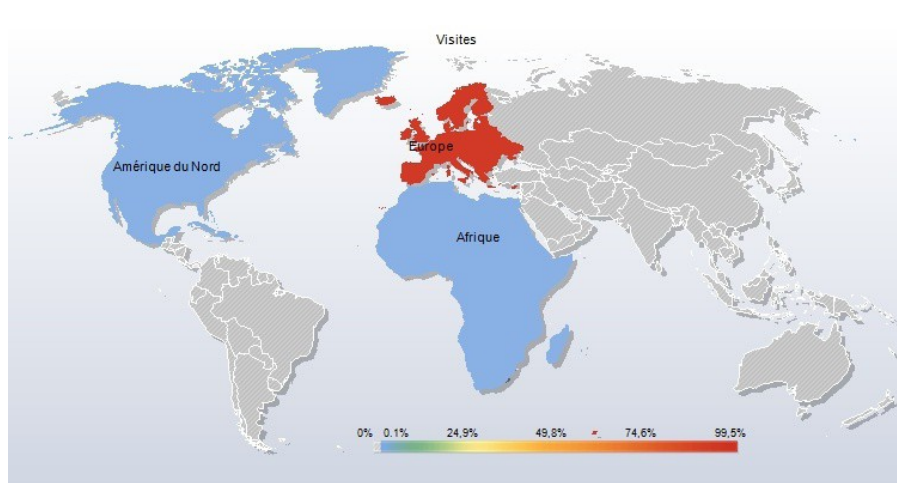 Visites
Europe
Amérique du Nord
Afrique
0% 0.1% 24,9% 49,8% 74,6% 99,5%